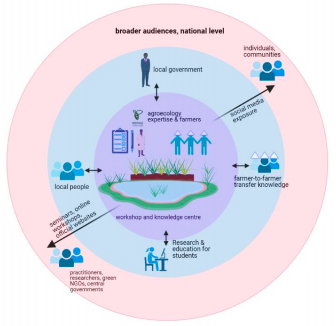 broader audiences, national level
individuals,
communities
local government
agroecology
expertise & farmers
social media
exposure
local people
farmer-to-farmer
transfer knowledge
seminars, online
workshops,
official websites
workshop and knowledge centre
Research &
education for
students
practitioners,
researchers, green
NGOs, central
governments